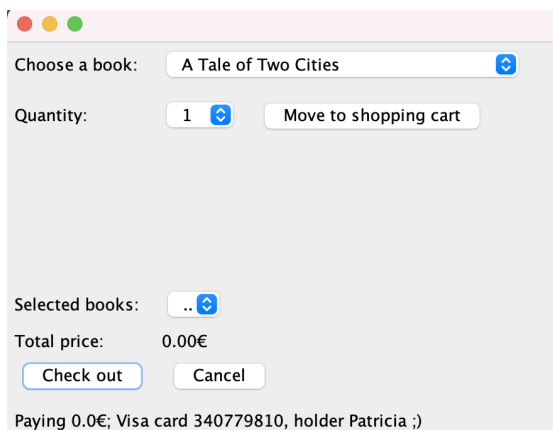 Choose a book: A Tale of Two Cities
Quantity: 1 Move to shopping cart
Selected books: ..
Total price: 0.00€
Check out Cancel
Paying 0.0€; Visa card 340779810, holder Patricia ;)